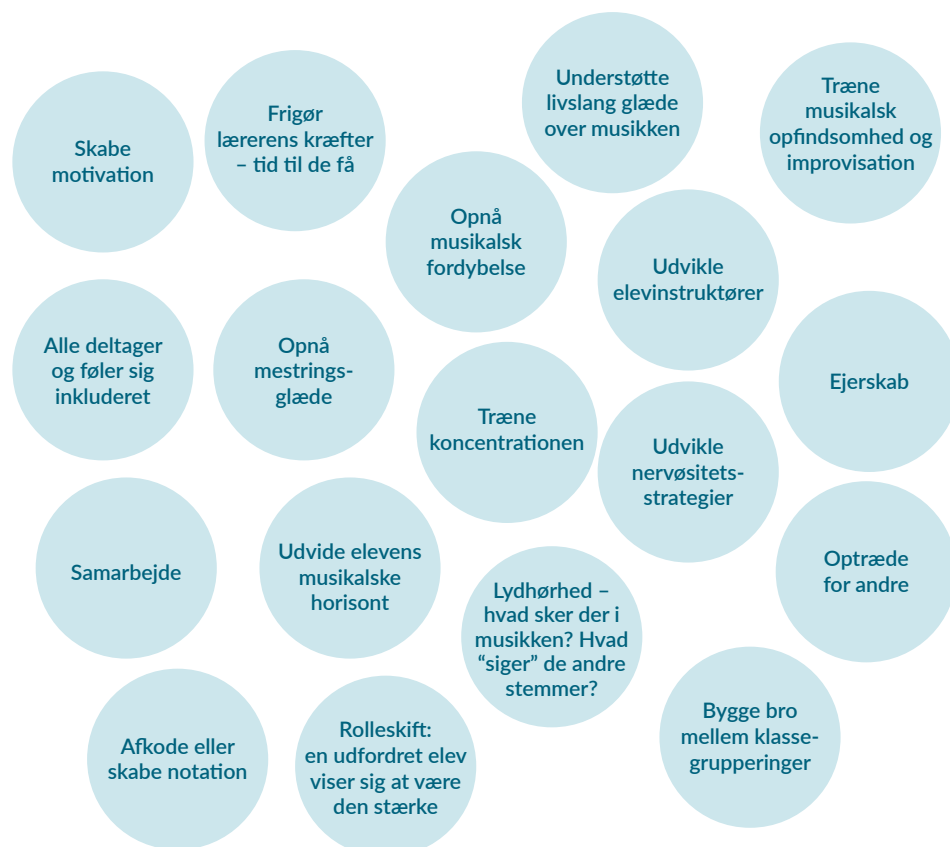 Skabe
motivation
Frigør
lærerens kræfter
– tid til de få
Understøtte
livslang glæde
over musikken
Træne
musikalsk
opfindsomhed og
improvisation
Opnå
musikalsk
fordybelse
Udvikle
elevinstruktører
Alle deltager
og føler sig
inkluderet
Opnå
mestrings-
glæde
Træne
koncentrationen
Udvikle
nervøsitets-
strategier
Ejerskab
Samarbejde
Udvide elevens
musikalske
horisont
Lydhørhed –
hvad sker der i
musikken? Hvad
“siger” de andre
stemmer?
Optræde
for andre
Afkode eller
skabe notation
Rolleskift:
en udfordret elev
viser sig at være
den stærke
Bygge bro
mellem klasse-
grupperinger